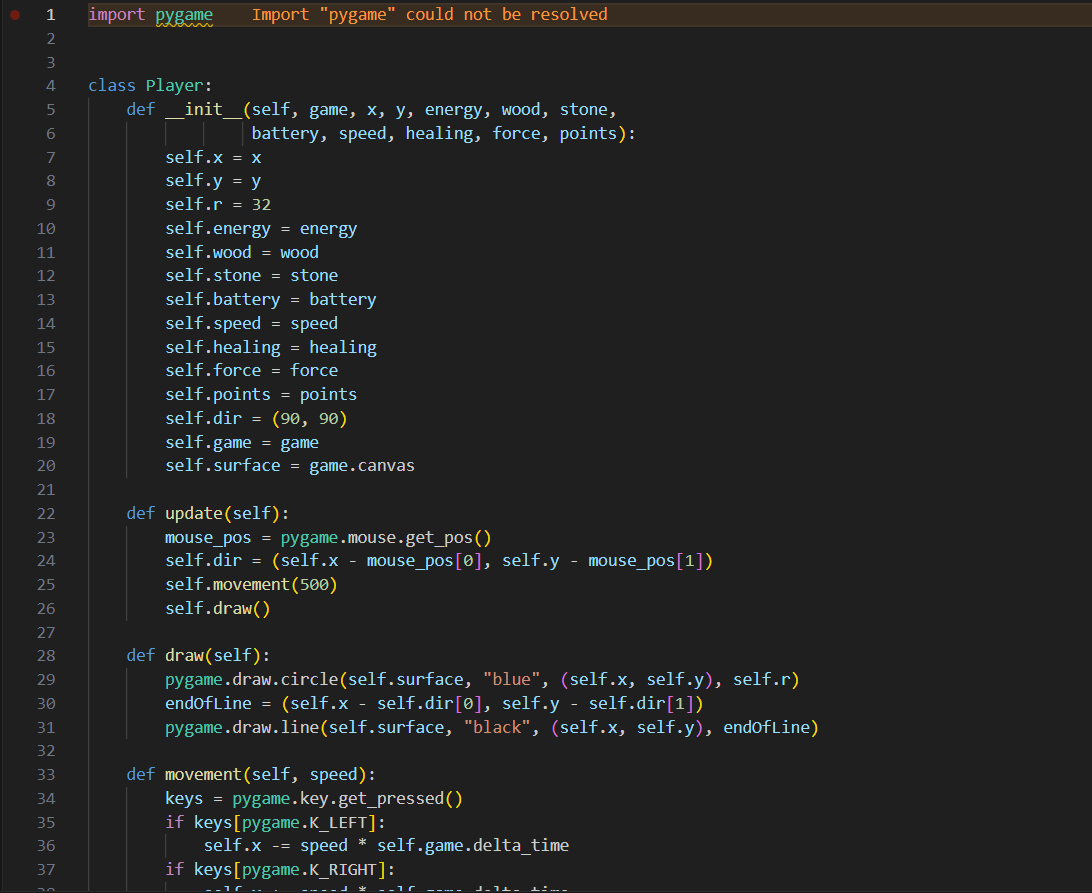 1 import pygame Import "pygame" could not be resolved
2
3
4 class Player:
5 def __init__(self, game, x, y, energy, wood, stone,
6 battery, speed, healing, force, points):
7 self.x = x
8 self.y = y
9 self.r = 32
10 self.energy = energy
11 self.wood = wood
12 self.stone = stone
13 self.battery = battery
14 self.speed = speed
15 self.healing = healing
16 self.force = force
17 self.points = points
18 self.dir = (90, 90)
19 self.game = game
20 self.surface = game.canvas
21
22 def update(self):
23 mouse_pos = pygame.mouse.get_pos()
24 self.dir = (self.x - mouse_pos[0], self.y - mouse_pos[1])
25 self.movement(500)
26 self.draw()
27
28 def draw(self):
29 pygame.draw.circle(self.surface, "blue", (self.x, self.y), self.r)
30 endOfLine = (self.x - self.dir[0], self.y - self.dir[1])
31 pygame.draw.line(self.surface, "black", (self.x, self.y), endOfLine)
32
33 def movement(self, speed):
34 keys = pygame.key.get_pressed()
35 if keys[pygame.K_LEFT]:
36 self.x -= speed * self.game.delta_time
37 if keys[pygame.K_RIGHT]: